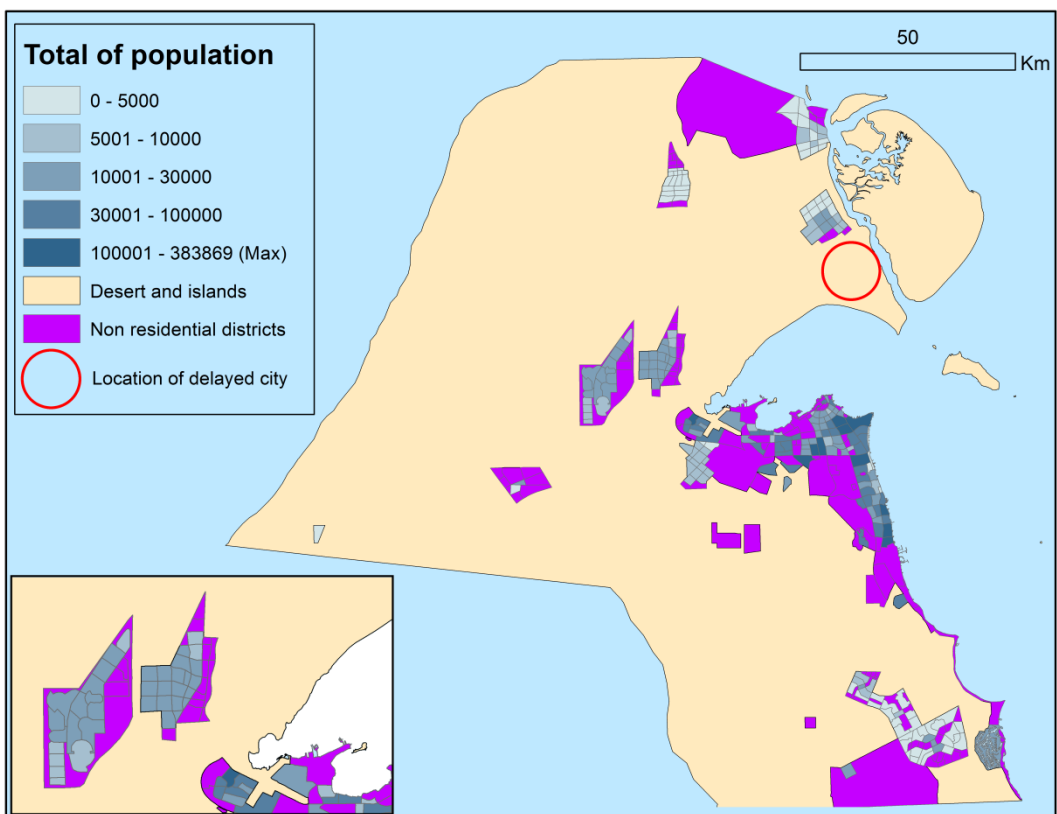 Total of population
0 - 5000
5001 - 10000
10001 - 30000
30001 - 100000
100001 - 383869 (Max)
Desert and islands
Non residential districts
Location of delayed city
50
Km